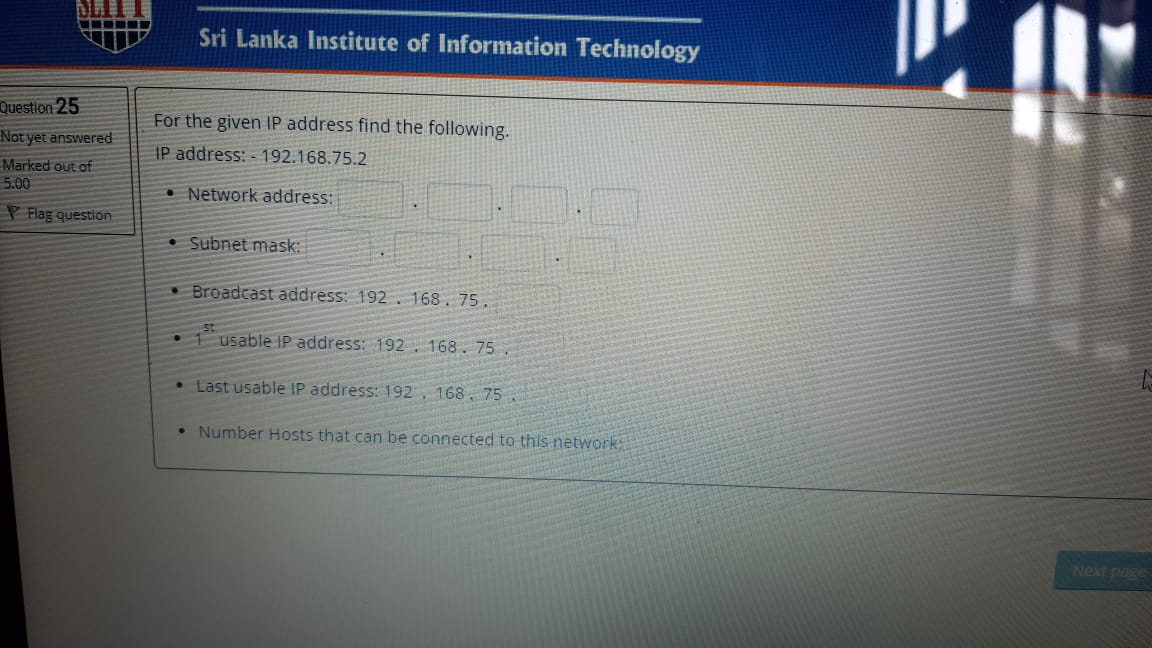 SLIIT
Sri Lanka Institute of Information Technology
Question 25
Not yet answered
Marked out of
5.00
Flag question
For the given IP address find the following.
IP address: - 192.168.75.2
• Network address: . . .
• Subnet mask: . . .
• Broadcast address: 192 . 168 . 75 .
• 1st usable IP address: 192 . 168 . 75 .
• Last usable IP address: 192 . 168 . 75 .
• Number Hosts that can be connected to this network:
Next page